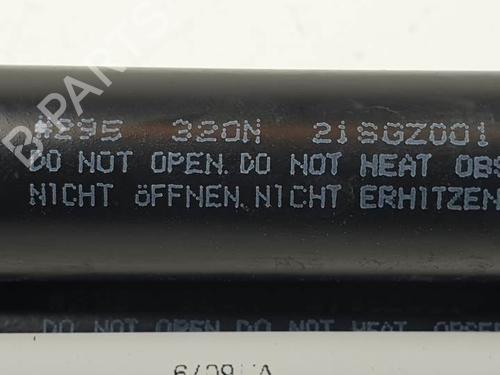 B-PARTS
320N 21SGZ001
DO NOT OPEN.DO NOT HEAT OBS
NICHT ÖFFNEN.NICHT ERHITZEN
DO NOT OPEN DO NOT HEAT